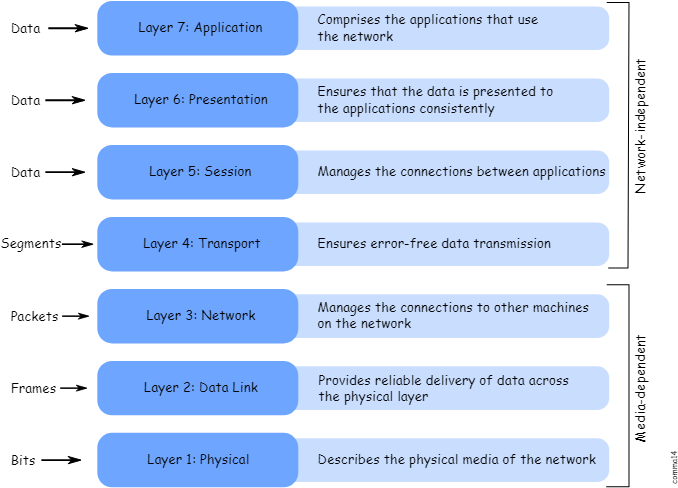 Data
Layer 7: Application
Comprises the applications that use
the network
Data
Layer 6: Presentation
Ensures that the data is presented to
the applications consistently
Data
Layer 5: Session
Manages the connections between applications
Segments
Layer 4: Transport
Ensures error-free data transmission
Network-independent
Packets
Layer 3: Network
Manages the connections to other machines
on the network
Frames
Layer 2: Data Link
Provides reliable delivery of data across
the physical layer
Bits
Layer 1: Physical
Describes the physical media of the network
Media-dependent
comma14